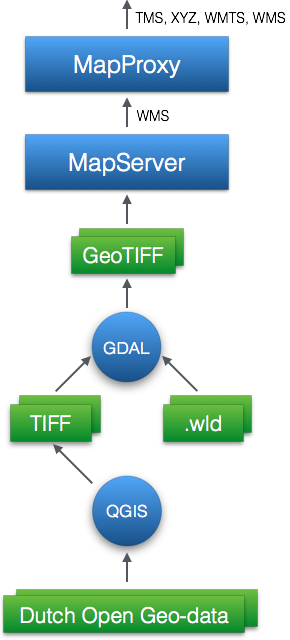 TMS, XYZ, WMTS, WMS
MapProxy
WMS
MapServer
GeoTIFF
GDAL
TIFF
.wld
QGIS
Dutch Open Geo-data